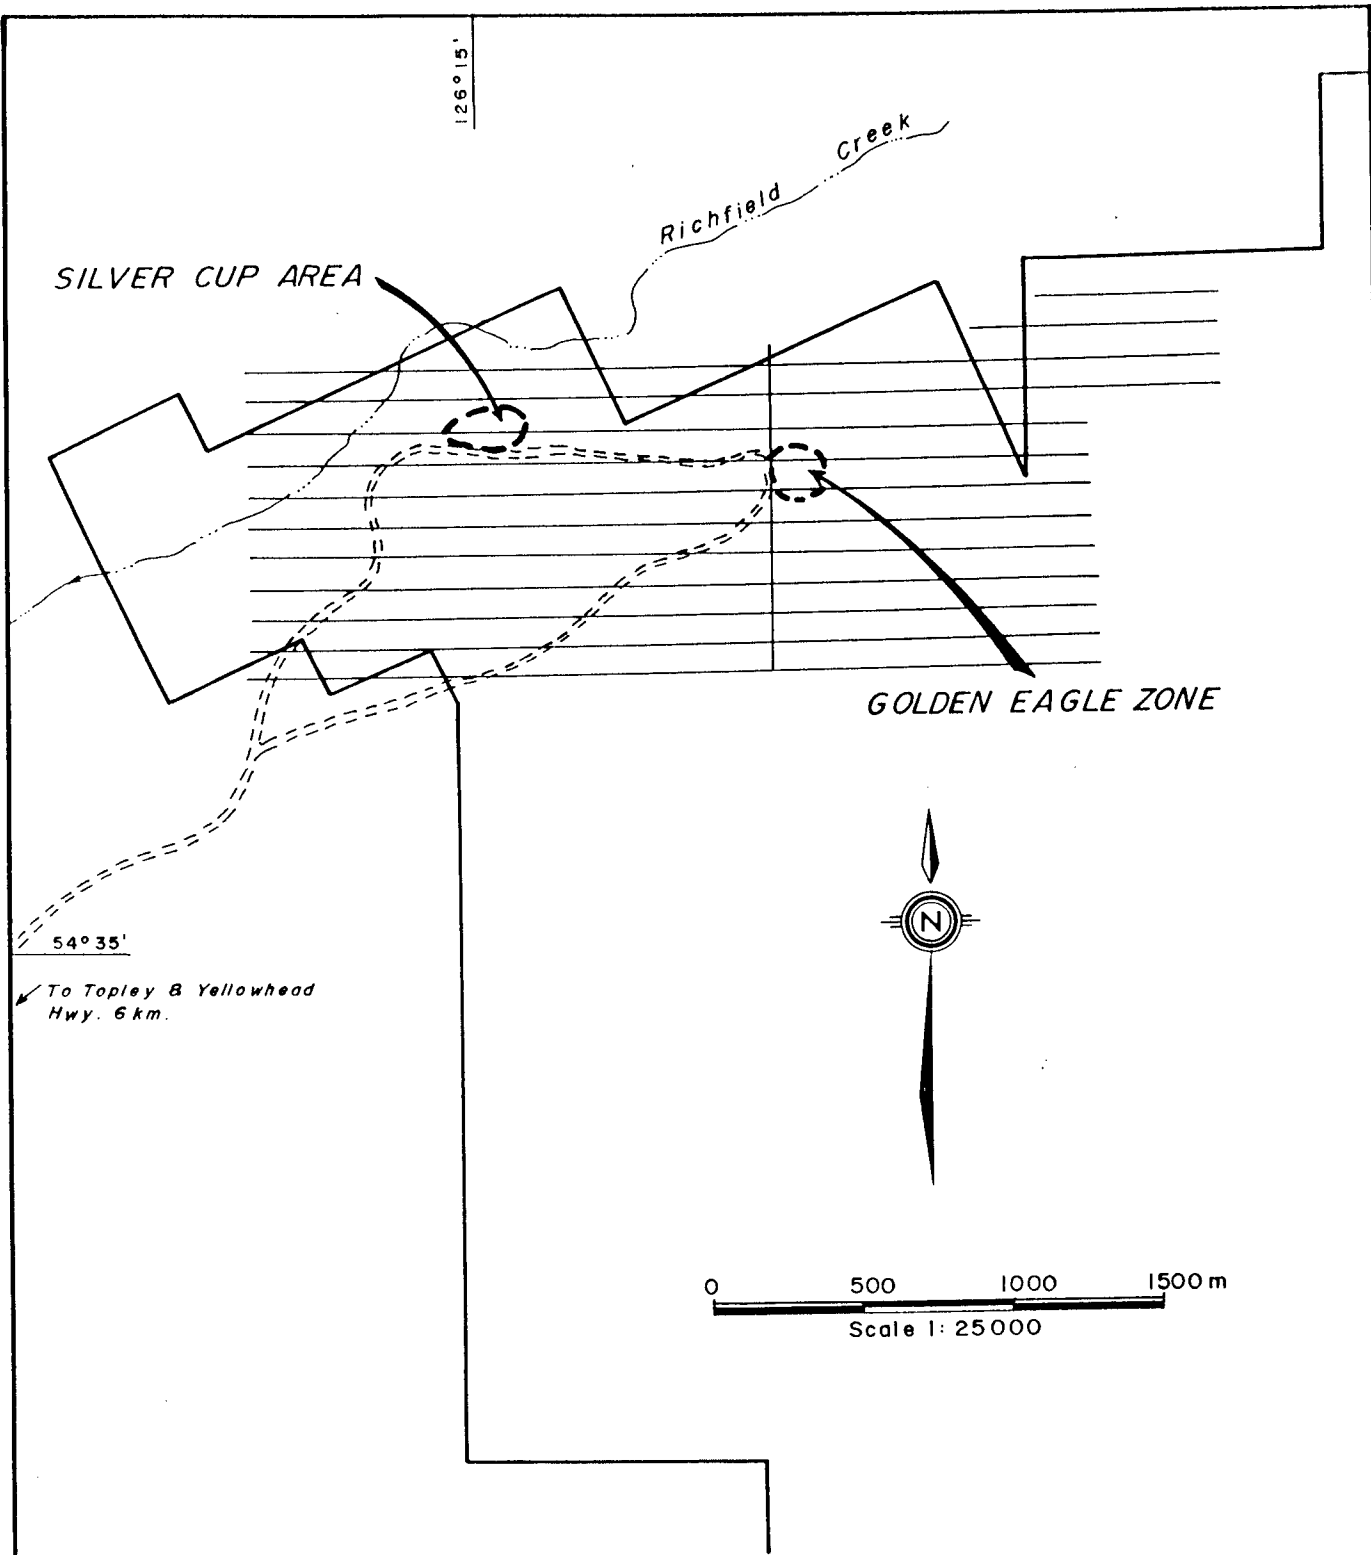 126°15'
Richfield Creek
SILVER CUP AREA
GOLDEN EAGLE ZONE
N
54°35'
To Topley & Yellowhead
Hwy. 6 km.
0 500 1000 1500 m
Scale 1: 25000